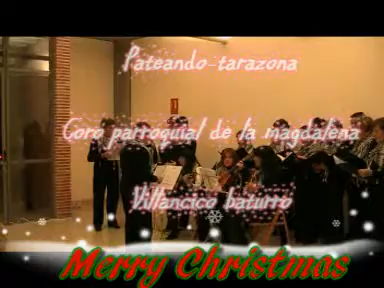 Pateando-tarazona
Coro parroquial de la magdalena
Villancico baturro
Merry Christmas